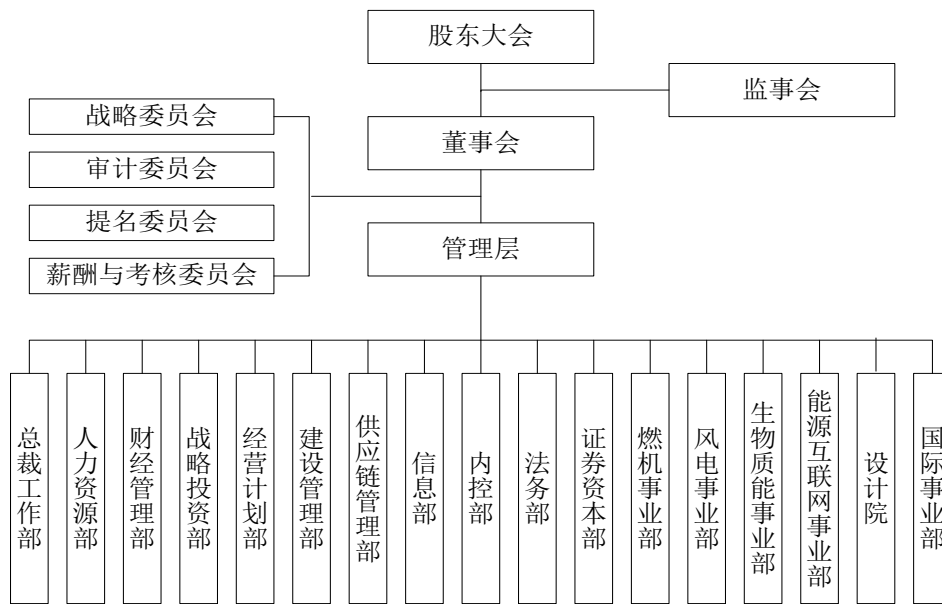 股东大会
监事会
战略委员会
董事会
审计委员会
提名委员会
管理层
薪酬与考核委员会
总裁工作部
人力资源部
财经管理部
战略投资部
经营计划部
建设管理部
供应链管理部
信息部
内控部
法务部
证券资本部
燃机事业部
风电事业部
生物质能事业部
能源互联网事业部
设计院
国际事业部